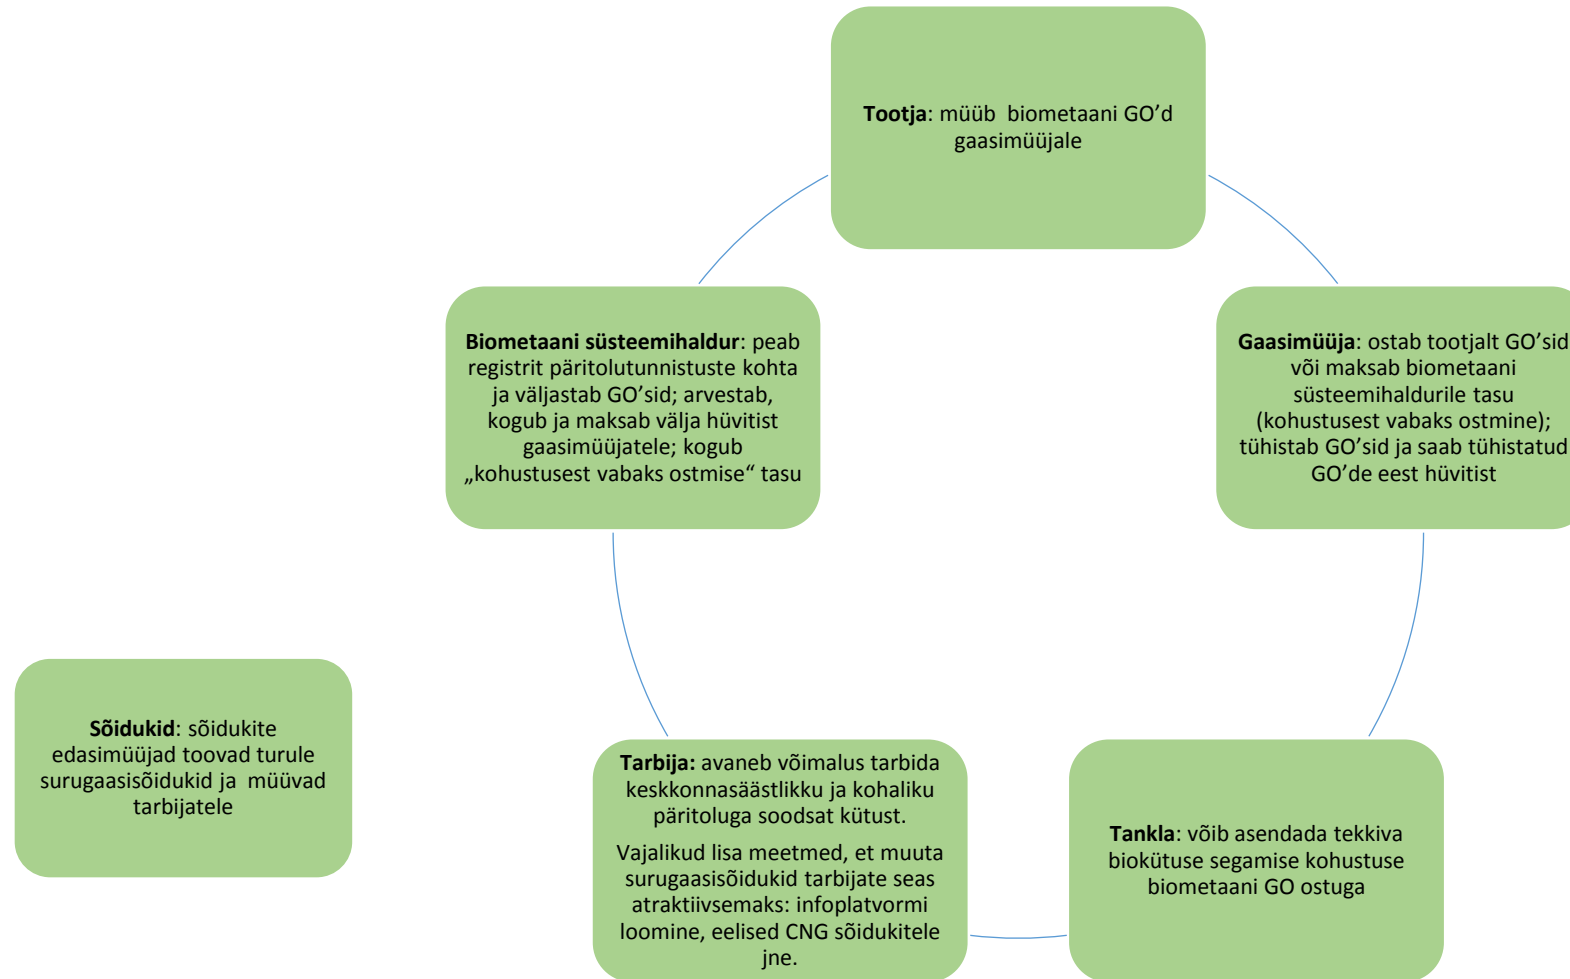 Tootja: müüb  biometaani GO’d
gaasimüüjale
Biometaani süsteemihaldur: peab
registrit päritolutunnistuste kohta
ja väljastab GO’sid; arvestab,
kogub ja maksab välja hüvitist
gaasimüüjatele; kogub
„kohustusest vabaks ostmise“ tasu
Gaasimüüja: ostab tootjalt GO’sid
või maksab biometaani
süsteemihaldurile tasu
(kohustusest vabaks ostmine);
tühistab GO’sid ja saab tühistatud
GO’de eest hüvitist
Sõidukid: sõidukite
edasimüüjad toovad turule
surugaasisõidukid ja  müüvad
tarbijatele
Tarbija: avaneb võimalus tarbida
keskkonnasäästlikku ja kohaliku
päritoluga soodsat kütust.
Vajalikud lisa meetmed, et muuta
surugaasisõidukid tarbijate seas
atraktiivsemaks: infoplatvormi
loomine, eelised CNG sõidukitele
jne.
Tankla: võib asendada tekkiva
biokütuse segamise kohustuse
biometaani GO ostuga